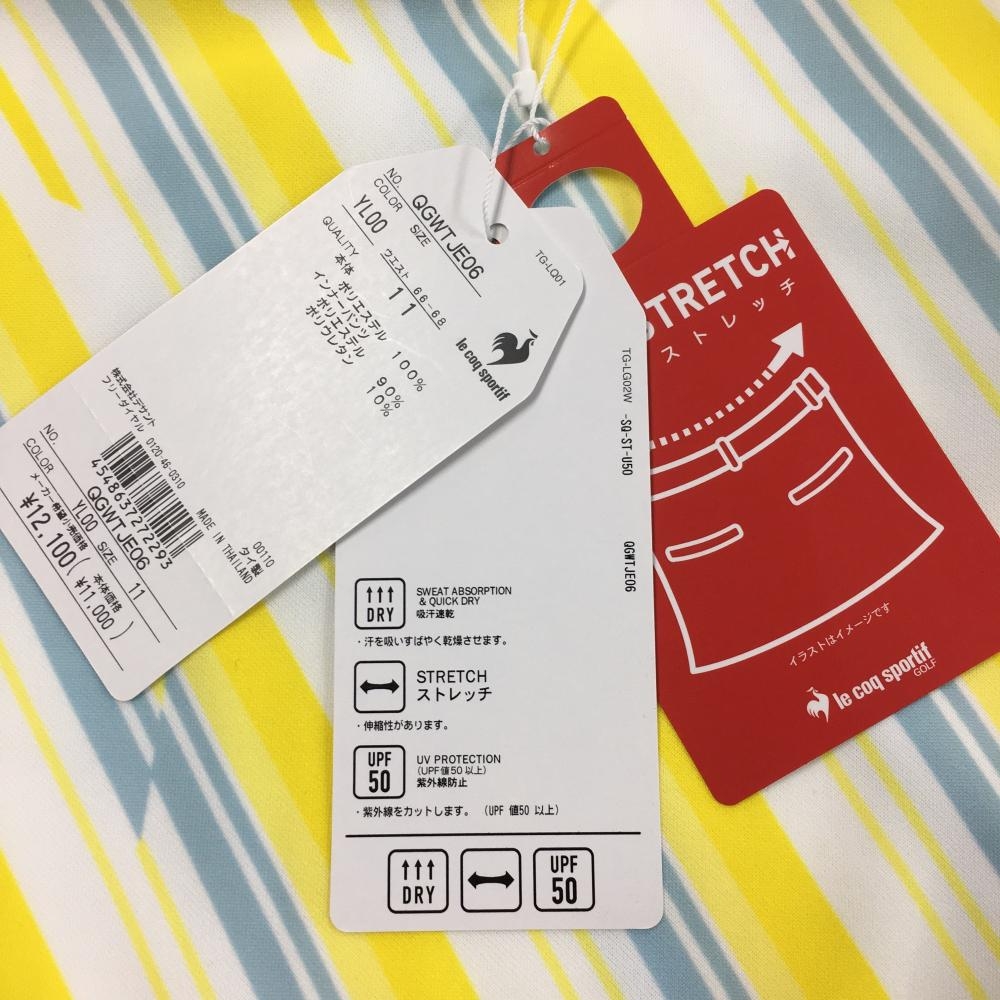 TG-LQ01
NO. QGWTJE06
COLOR SIZE
YL00 ウエスト 66-68
11
QUALITY
本体 ポリエステル 100%
インナーパンツ
ポリエステル 90%
ポリウレタン 10%
le coq sportif
株式会社デサント
フリーダイヤル 0120-46-0310
4548637272293
00110
タイ製
MADE IN THAILAND
NO. QGWTJE06
COLOR YL00 SIZE 11
メーカー希望小売価格 本体価格
¥12,100( ¥11,000 )
TG-LG02W -SQ-ST-U50 QGWTJE06
DRY
SWEAT ABSORPTION
& QUICK DRY
吸汗速乾
・汗を吸いすばやく乾燥させます。
STRETCH
ストレッチ
・伸縮性があります。
UPF
50
UV PROTECTION
(UPF値50以上)
紫外線防止
・紫外線をカットします。 (UPF 値50 以上)
DRY
UPF
50
STRETCH
ストレッチ
イラストはイメージです
le coq sportif
GOLF